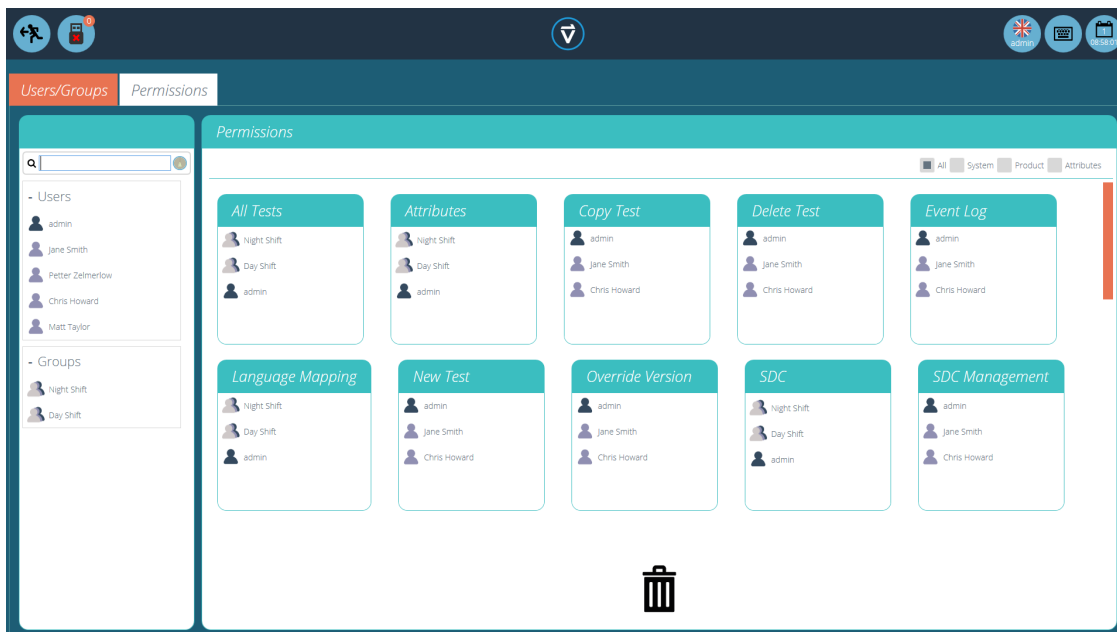 0
admin
1
08:58:01
Users/Groups
Permissions
Permissions
All
System
Product
Attributes
- Users
admin
Jane Smith
Petter Zelmerlow
Chris Howard
Matt Taylor
- Groups
Night Shift
Day Shift
All Tests
Night Shift
Day Shift
admin
Attributes
Night Shift
Day Shift
admin
Copy Test
admin
Jane Smith
Chris Howard
Delete Test
admin
Jane Smith
Chris Howard
Event Log
admin
Jane Smith
Chris Howard
Language Mapping
Night Shift
Day Shift
admin
New Test
admin
Jane Smith
Chris Howard
Override Version
admin
Jane Smith
Chris Howard
SDC
Night Shift
Day Shift
admin
SDC Management
admin
Jane Smith
Chris Howard